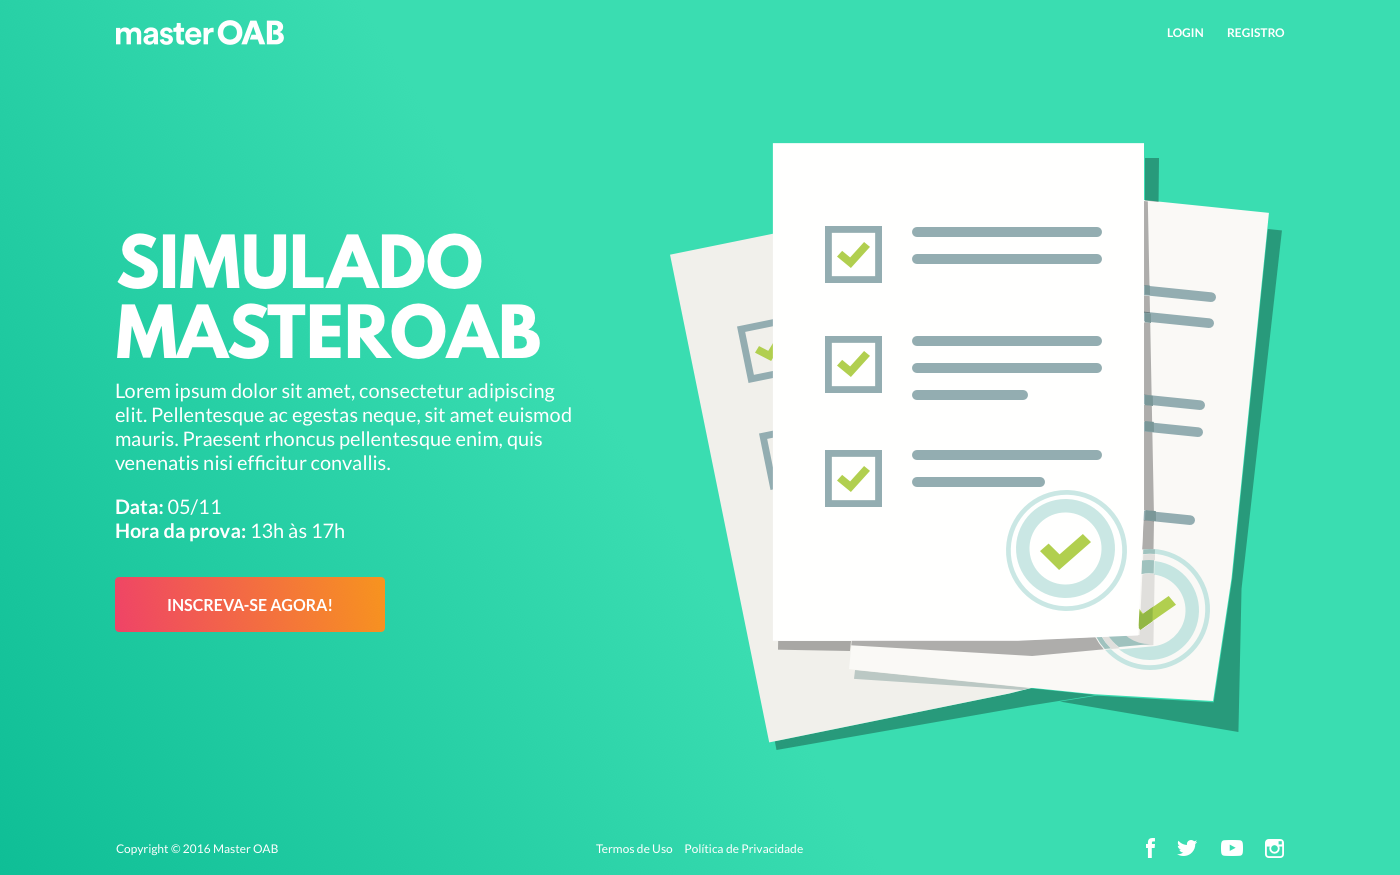 masterOAB
LOGIN
REGISTRO
SIMULADO
MASTEROAB
Lorem ipsum dolor sit amet, consectetur adipiscing
elit. Pellentesque ac egestas neque, sit amet euismod
mauris. Praesent rhoncus pellentesque enim, quis
venenatis nisi efficitur convallis.
Data: 05/11
Hora da prova: 13h às 17h
INSCREVA-SE AGORA!
Copyright © 2016 Master OAB
Termos de Uso
Política de Privacidade